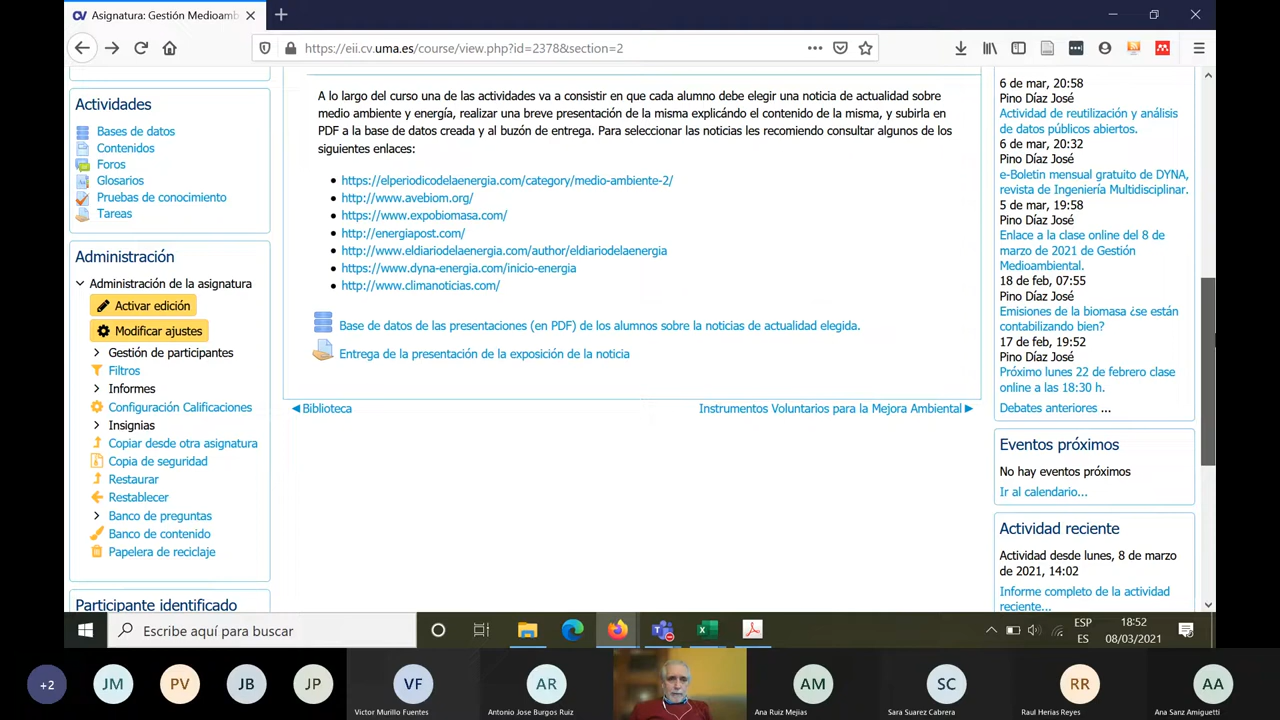 Asignatura: Gestión Medioamb
https://eii.cv.uma.es/course/view.php?id=2378&section=2
Actividades
Bases de datos
Contenidos
Foros
Glosarios
Pruebas de conocimiento
Tareas
Administración
Administración de la asignatura
Activar edición
Modificar ajustes
Gestión de participantes
Filtros
Informes
Configuración Calificaciones
Insignias
Copiar desde otra asignatura
Copia de seguridad
Restaurar
Restablecer
Banco de preguntas
Banco de contenido
Papelera de reciclaje
Participante identificado
A lo largo del curso una de las actividades va a consistir en que cada alumno debe elegir una noticia de actualidad sobre
medio ambiente y energía, realizar una breve presentación de la misma explicándo el contenido de la misma, y subirla en
PDF a la base de datos creada y al buzón de entrega. Para seleccionar las noticias les recomiendo consultar algunos de los
siguientes enlaces:
https://elperiodicodelaenergia.com/category/medio-ambiente-2/
http://www.avebiom.org/
https://www.expobiomasa.com/
http://energiapost.com/
http://www.eldiariodelaenergia.com/author/eldiariodelaenergia
https://www.dyna-energia.com/inicio-energia
http://www.climanoticias.com/
Base de datos de las presentaciones (en PDF) de los alumnos sobre la noticias de actualidad elegida.
Entrega de la presentación de la exposición de la noticia
◀ Biblioteca
Instrumentos Voluntarios para la Mejora Ambiental ▶
6 de mar, 20:58
Pino Díaz José
Actividad de reutilización y análisis
de datos públicos abiertos.
6 de mar, 20:32
Pino Díaz José
e-Boletin mensual gratuito de DYNA,
revista de Ingeniería Multidisciplinar.
5 de mar, 19:58
Pino Díaz José
Enlace a la clase online del 8 de
marzo de 2021 de Gestión
Medioambiental.
18 de feb, 07:55
Pino Díaz José
Emisiones de la biomasa ¿se están
contabilizando bien?
17 de feb, 19:52
Pino Díaz José
Próximo lunes 22 de febrero clase
online a las 18:30 h.
Debates anteriores ...
Eventos próximos
No hay eventos próximos
Ir al calendario...
Actividad reciente
Actividad desde lunes, 8 de marzo
de 2021, 14:02
Informe completo de la actividad
reciente...
Escribe aquí para buscar
ESP
ES
18:52
08/03/2021
+2
JM
PV
JB
JP
VF
Victor Murillo Fuentes
AR
Antonio Jose Burgos Ruiz
AM
Ana Ruiz Mejias
SC
Sara Suarez Cabrera
RR
Raul Herias Reyes
AA
Ana Sanz Amiguetti